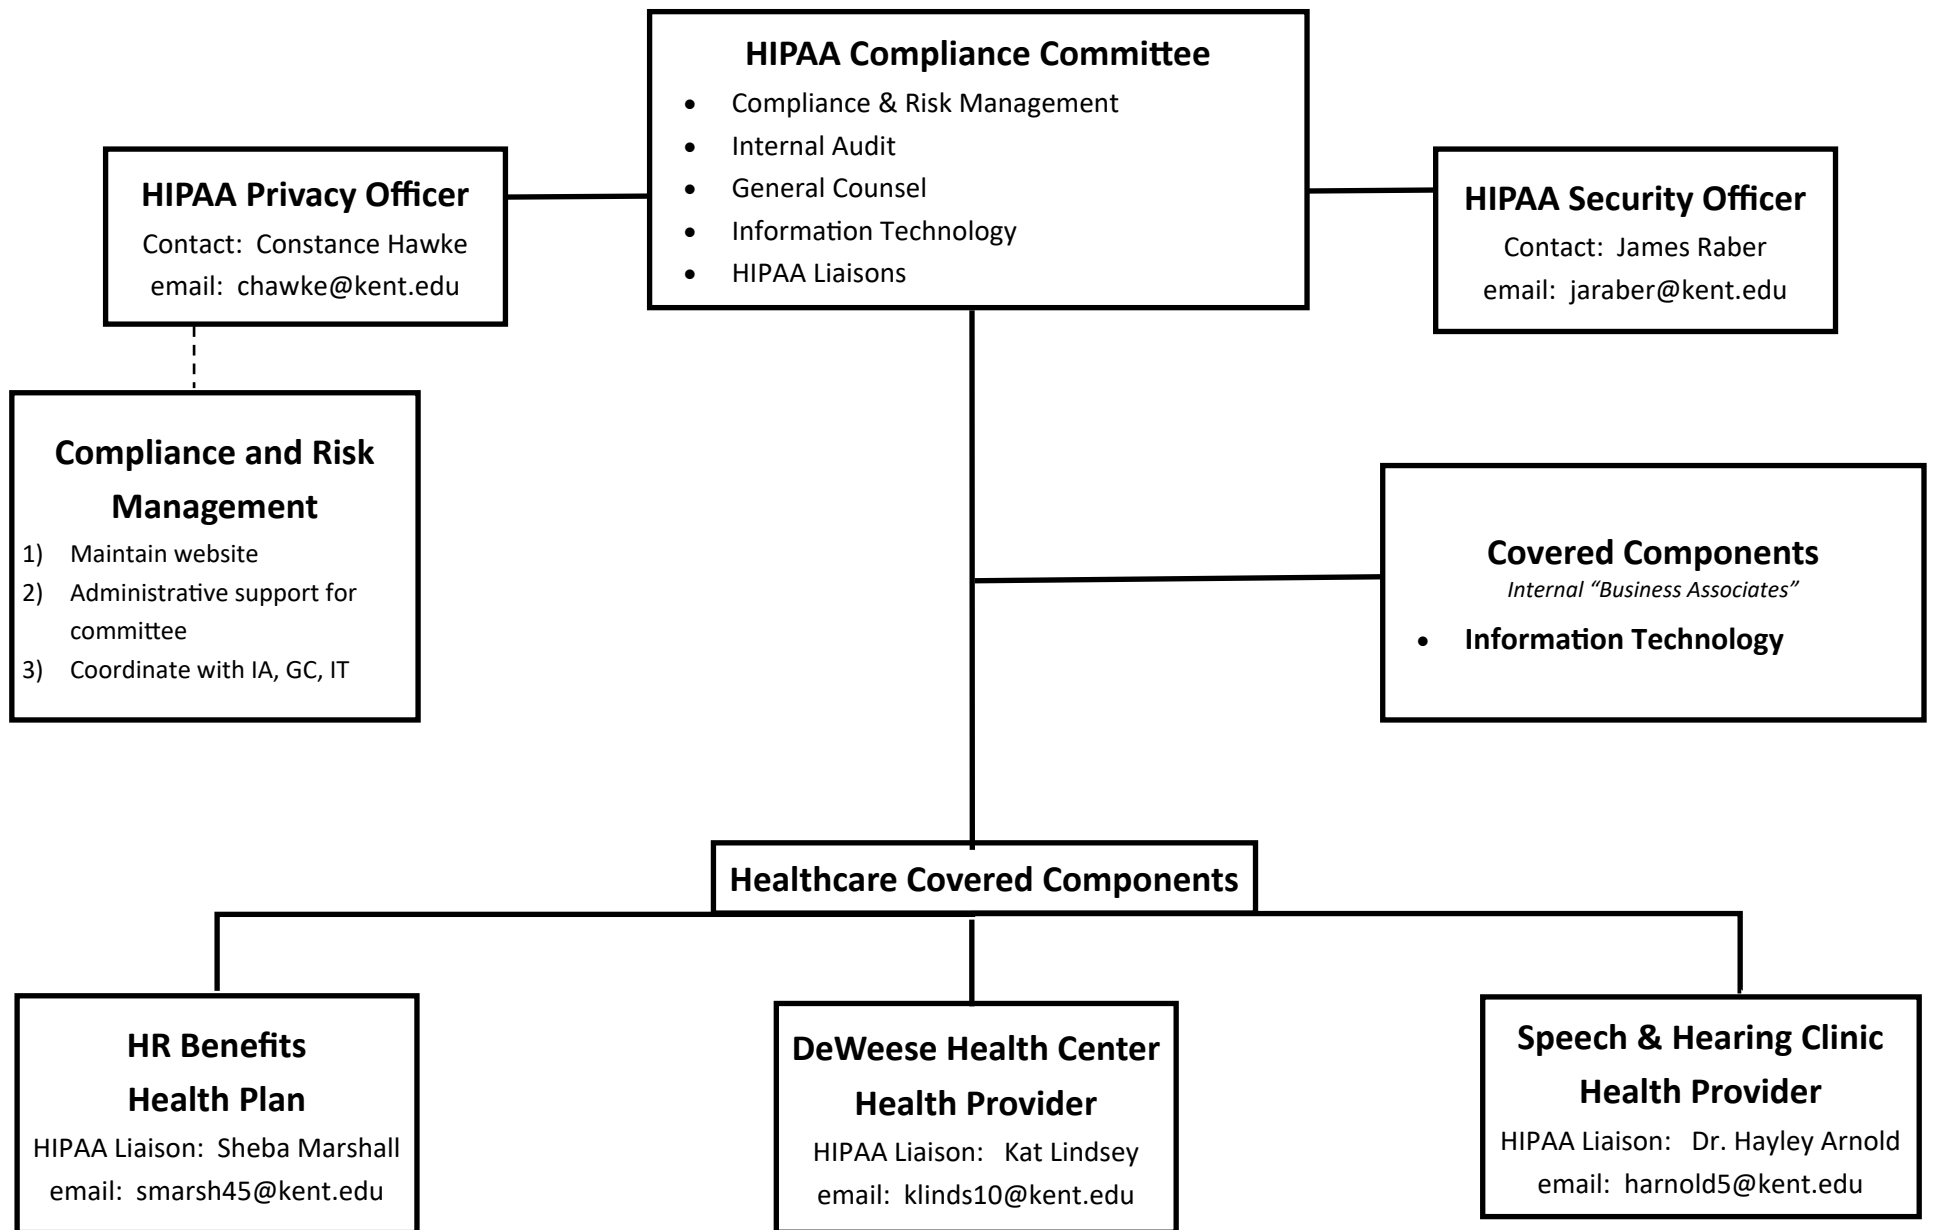 HIPAA Compliance Committee
• Compliance & Risk Management
• Internal Audit
• General Counsel
• Information Technology
• HIPAA Liaisons
HIPAA Privacy Officer
Contact: Constance Hawke
email: chawke@kent.edu
HIPAA Security Officer
Contact: James Raber
email: jaraber@kent.edu
Compliance and Risk
Management
1) Maintain website
2) Administrative support for
committee
3) Coordinate with IA, GC, IT
Covered Components
Internal “Business Associates”
• Information Technology
Healthcare Covered Components
HR Benefits
Health Plan
HIPAA Liaison: Sheba Marshall
email: smarsh45@kent.edu
DeWeese Health Center
Health Provider
HIPAA Liaison: Kat Lindsey
email: klinds10@kent.edu
Speech & Hearing Clinic
Health Provider
HIPAA Liaison: Dr. Hayley Arnold
email: harnold5@kent.edu